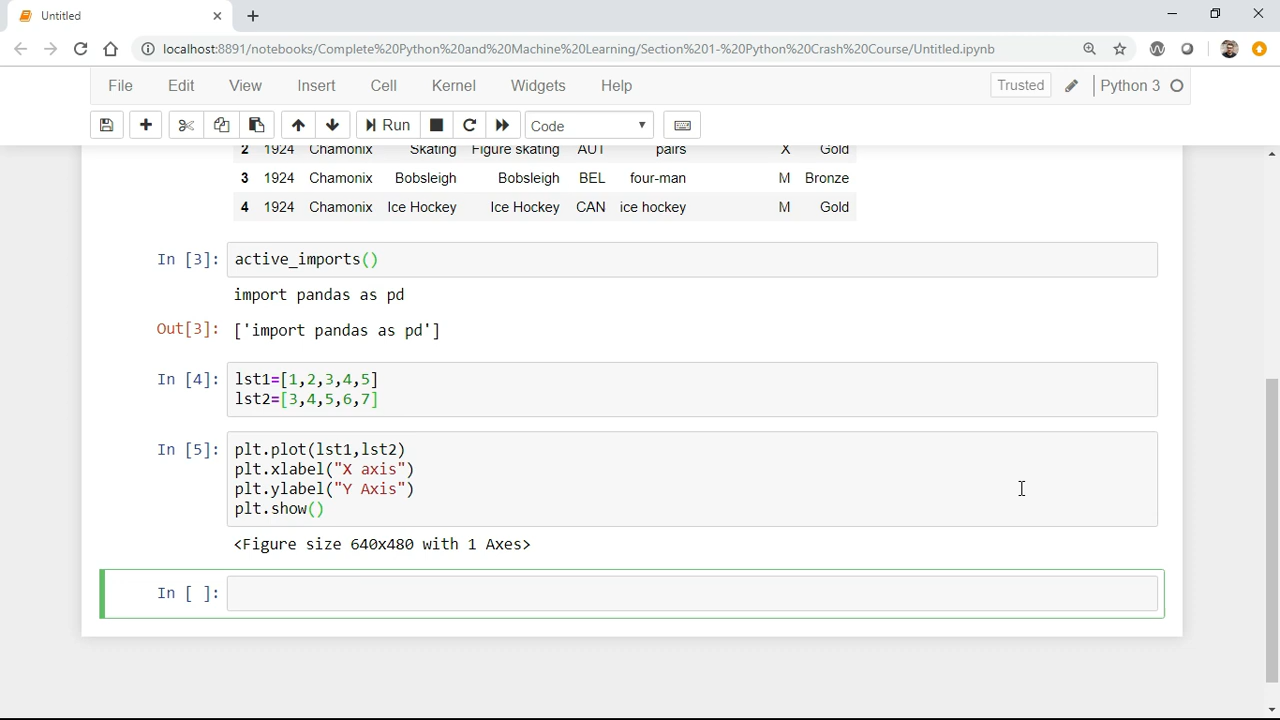 Untitled
localhost:8891/notebooks/Complete%20Python%20and%20Machine%20Learning/Section%201-%20Python%20Crash%20Course/Untitled.ipynb
File Edit View Insert Cell Kernel Widgets Help Trusted Python 3
Run Code
2 1924 Chamonix Skating Figure skating AUT pairs X Gold
3 1924 Chamonix Bobsleigh Bobsleigh BEL four-man M Bronze
4 1924 Chamonix Ice Hockey Ice Hockey CAN ice hockey M Gold
In [3]: active_imports()
import pandas as pd
Out[3]: ['import pandas as pd']
In [4]: lst1=[1,2,3,4,5]
lst2=[3,4,5,6,7]
In [5]: plt.plot(lst1,lst2)
plt.xlabel("X axis")
plt.ylabel("Y Axis")
plt.show()
<Figure size 640x480 with 1 Axes>
In [ ]: